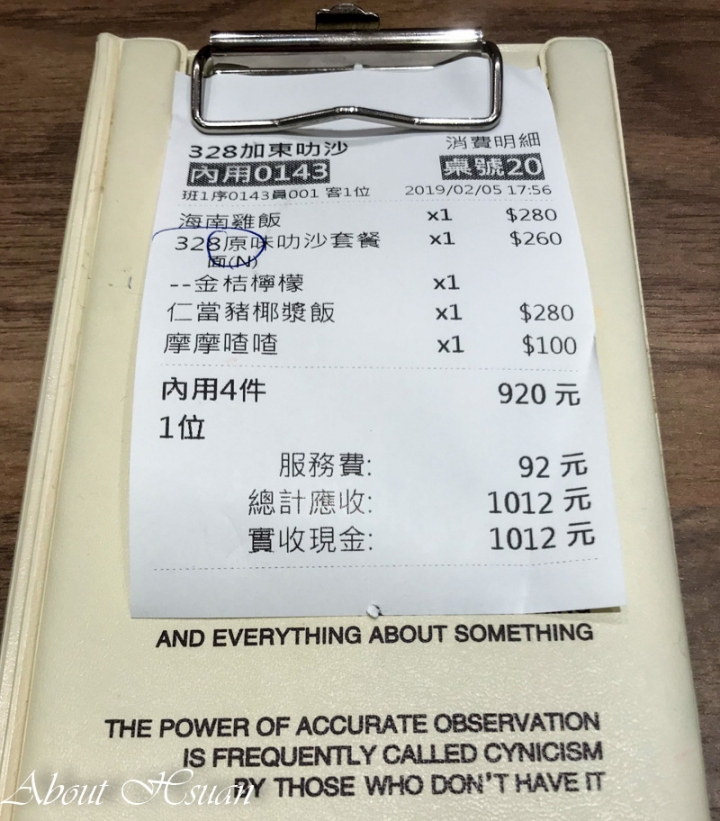 328加東叻沙 消費明細
內用0143 桌號20
班1序0143員001 客1位 2019/02/05 17:56
海南雞飯 x1 $280
328原味叻沙套餐 x1 $260
面(N)
--金桔檸檬 x1
仁當豬椰漿飯 x1 $280
摩摩喳喳 x1 $100
內用4件 920 元
1位
服務費: 92 元
總計應收: 1012 元
實收現金: 1012 元
AND EVERYTHING ABOUT SOMETHING
THE POWER OF ACCURATE OBSERVATION
IS FREQUENTLY CALLED CYNICISM
BY THOSE WHO DON'T HAVE IT
About Hsuan